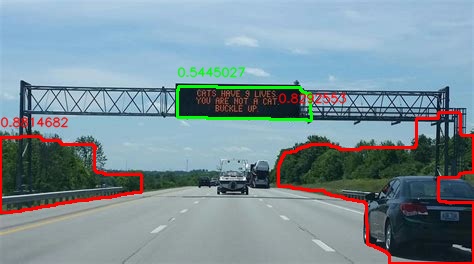 0.5445027
CATS HAVE 9 LIVES
YOU ARE NOT A CAT
BUCKLE UP
0.8814682